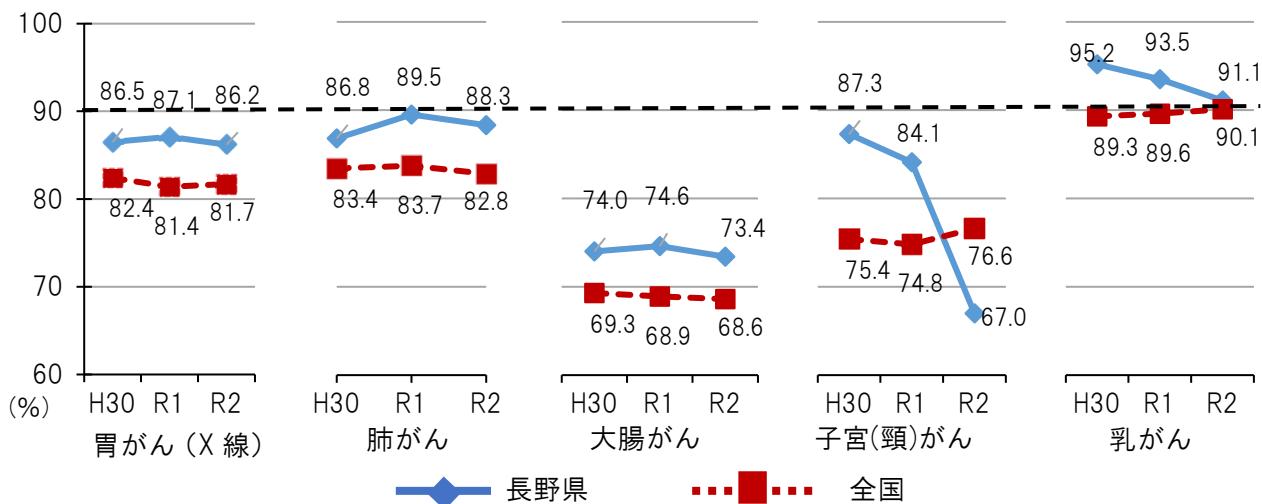 100
90
80
70
60
(%)
86.5 87.1 86.2
82.4 81.4 81.7
86.8 89.5 88.3
83.4 83.7 82.8
74.0 74.6 73.4
69.3 68.9 68.6
87.3 84.1 67.0
75.4 74.8 76.6
95.2 93.5 91.1
89.3 89.6 90.1
H30 R1 R2 H30 R1 R2 H30 R1 R2 H30 R1 R2 H30 R1 R2
胃がん（X 線） 肺がん 大腸がん 子宮(頸)がん 乳がん
長野県 全国